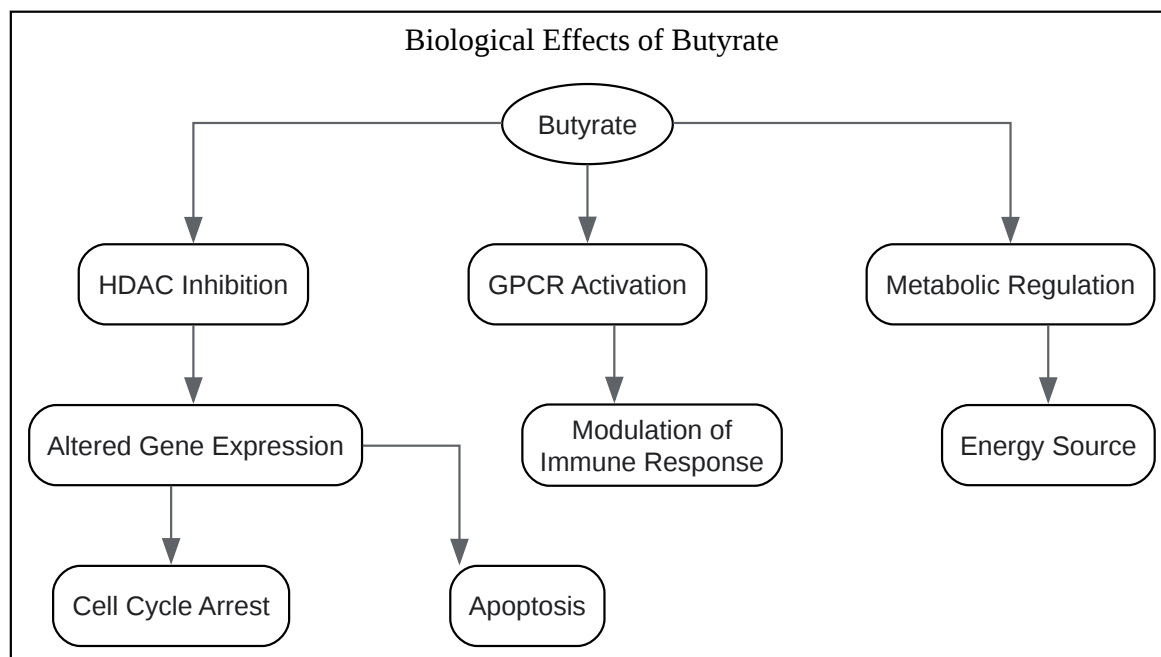 Biological Effects of Butyrate
Butyrate
HDAC Inhibition
GPCR Activation
Metabolic Regulation
Altered Gene Expression
Modulation of
Immune Response
Energy Source
Cell Cycle Arrest
Apoptosis